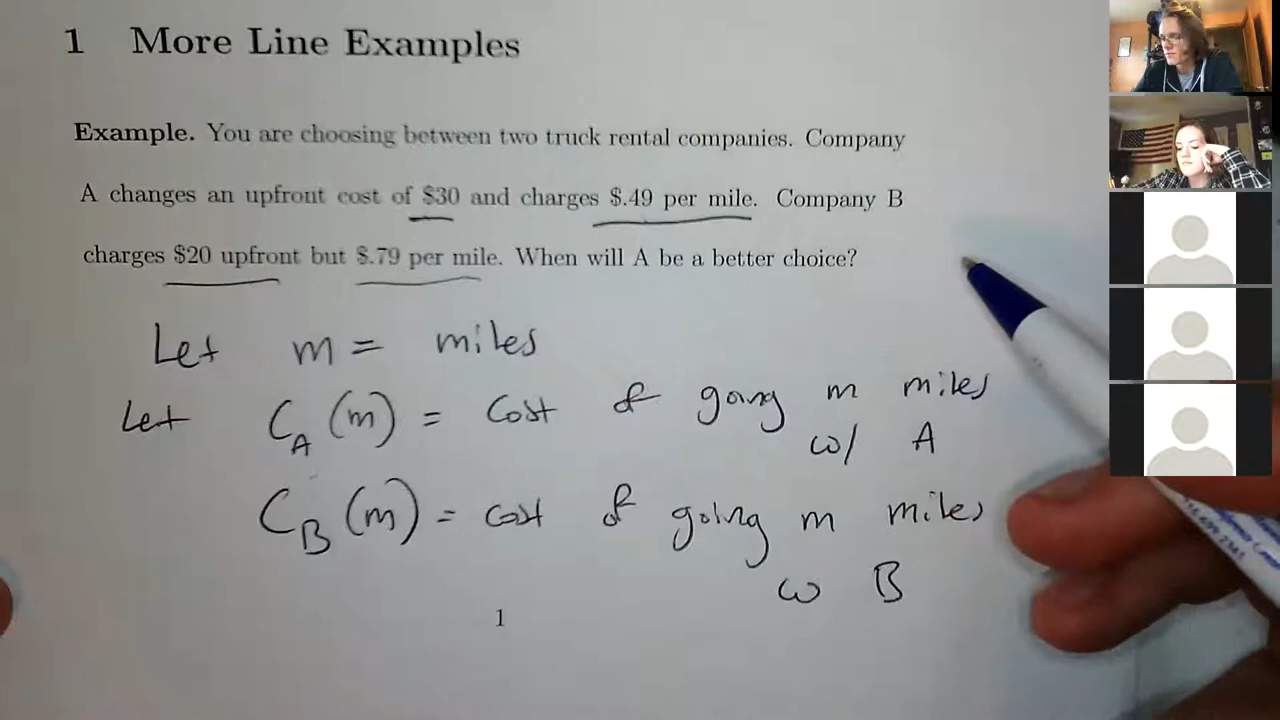 1 More Line Examples
Example. You are choosing between two truck rental companies. Company
A changes an upfront cost of $30 and charges $.49 per mile. Company B
charges $20 upfront but $.79 per mile. When will A be a better choice?
Let m = miles
Let C_A(m) = Cost of going m miles
w/ A
C_B(m) = cost of going m miles
w B
1